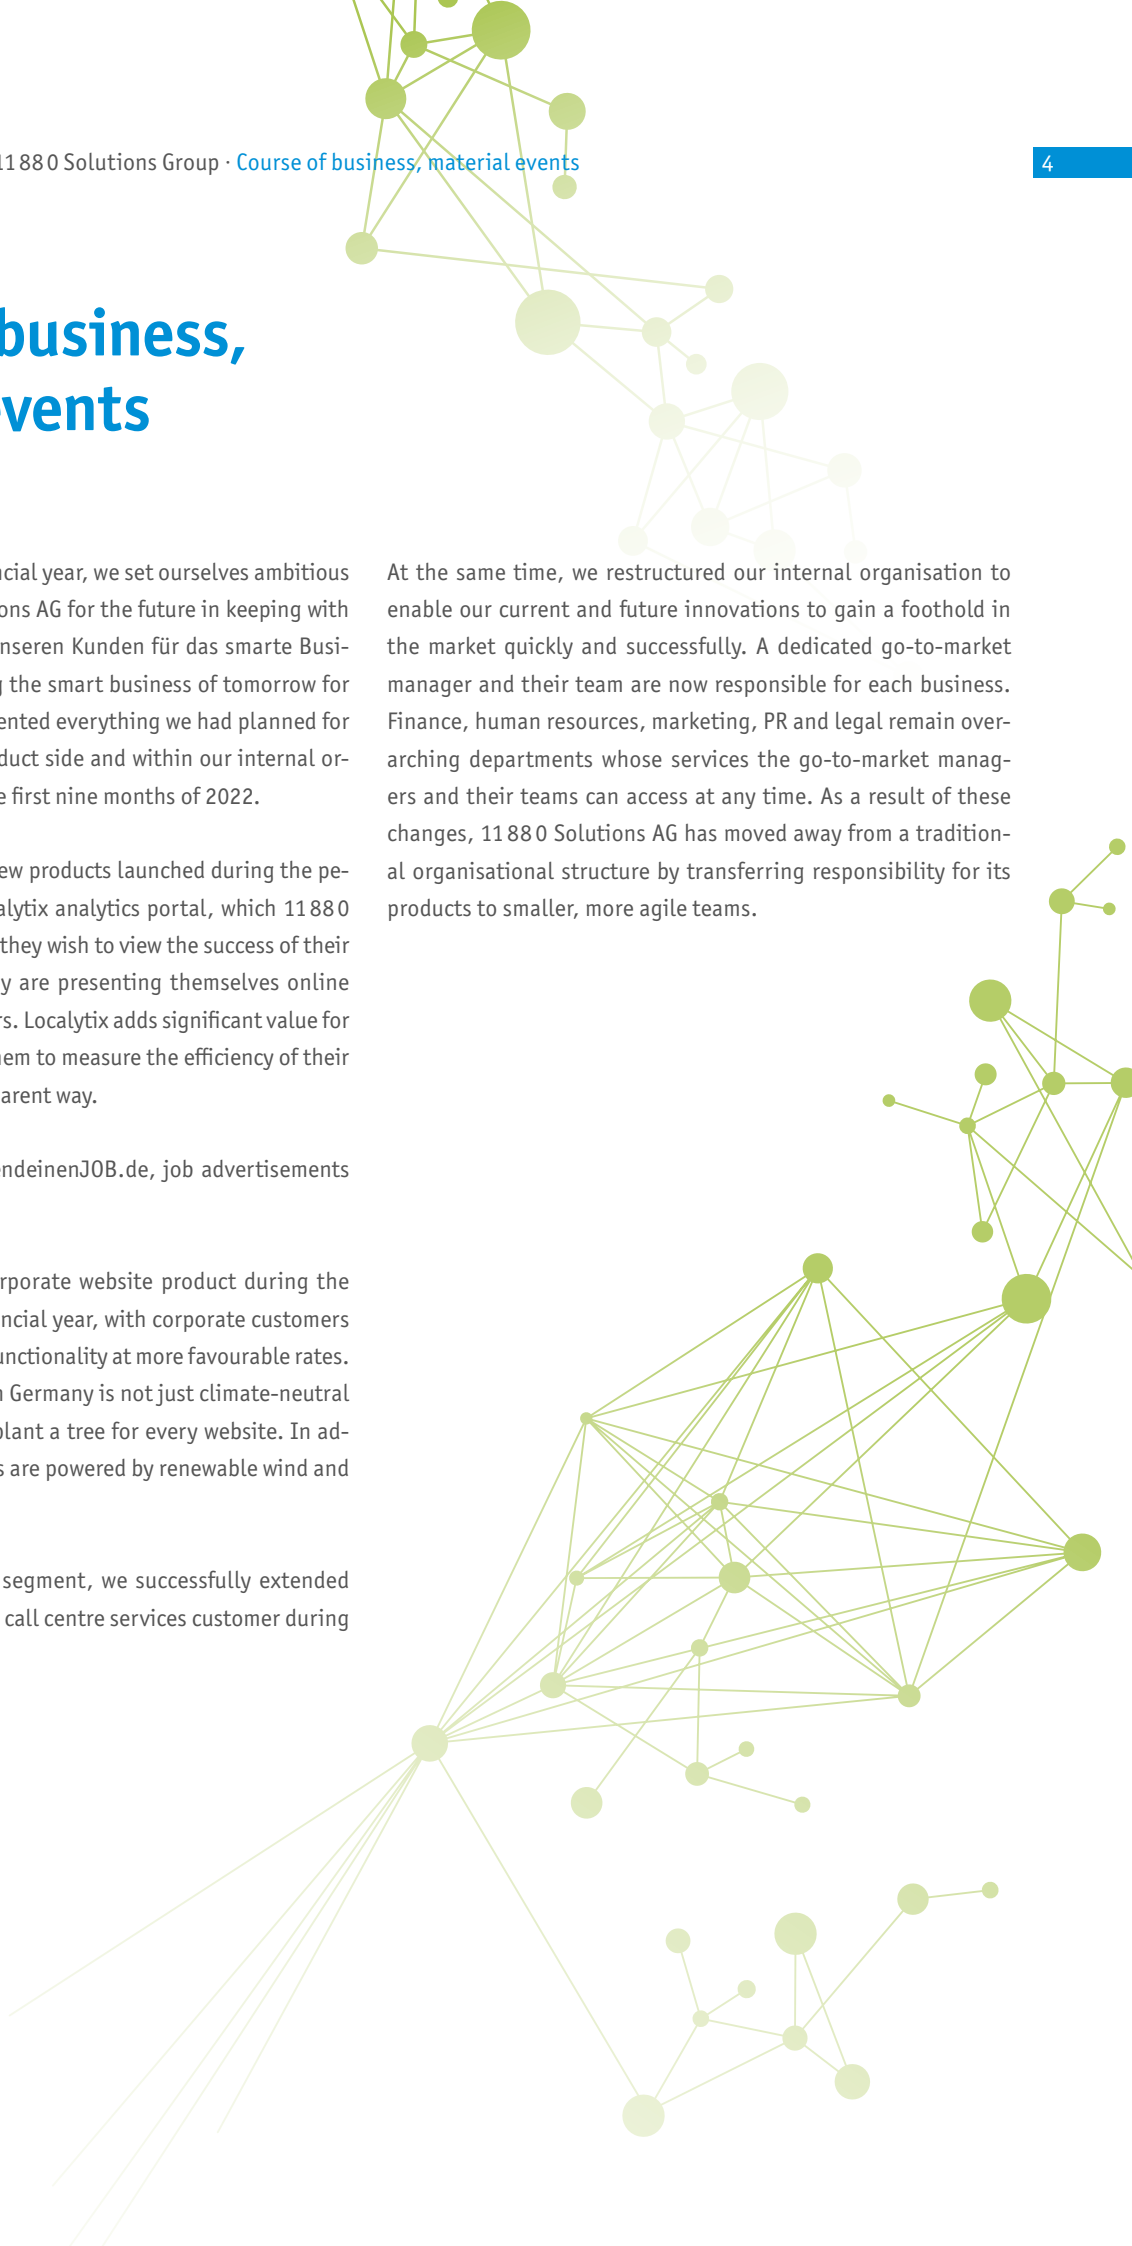 11880 Solutions Group · Course of business, material events
4
business,
events
ncial year, we set ourselves ambitious
ons AG for the future in keeping with
nseren Kunden für das smarte Busi-
g the smart business of tomorrow for
ented everything we had planned for
duct side and within our internal or-
e first nine months of 2022.
ew products launched during the pe-
alytix analytics portal, which 11880
they wish to view the success of their
y are presenting themselves online
rs. Localytix adds significant value for
hem to measure the efficiency of their
arent way.
endeinenJOB.de, job advertisements
rporate website product during the
ncial year, with corporate customers
unctionality at more favourable rates.
n Germany is not just climate-neutral
plant a tree for every website. In ad-
s are powered by renewable wind and
segment, we successfully extended
call centre services customer during
At the same time, we restructured our internal organisation to
enable our current and future innovations to gain a foothold in
the market quickly and successfully. A dedicated go-to-market
manager and their team are now responsible for each business.
Finance, human resources, marketing, PR and legal remain over-
arching departments whose services the go-to-market manag-
ers and their teams can access at any time. As a result of these
changes, 11880 Solutions AG has moved away from a tradition-
al organisational structure by transferring responsibility for its
products to smaller, more agile teams.